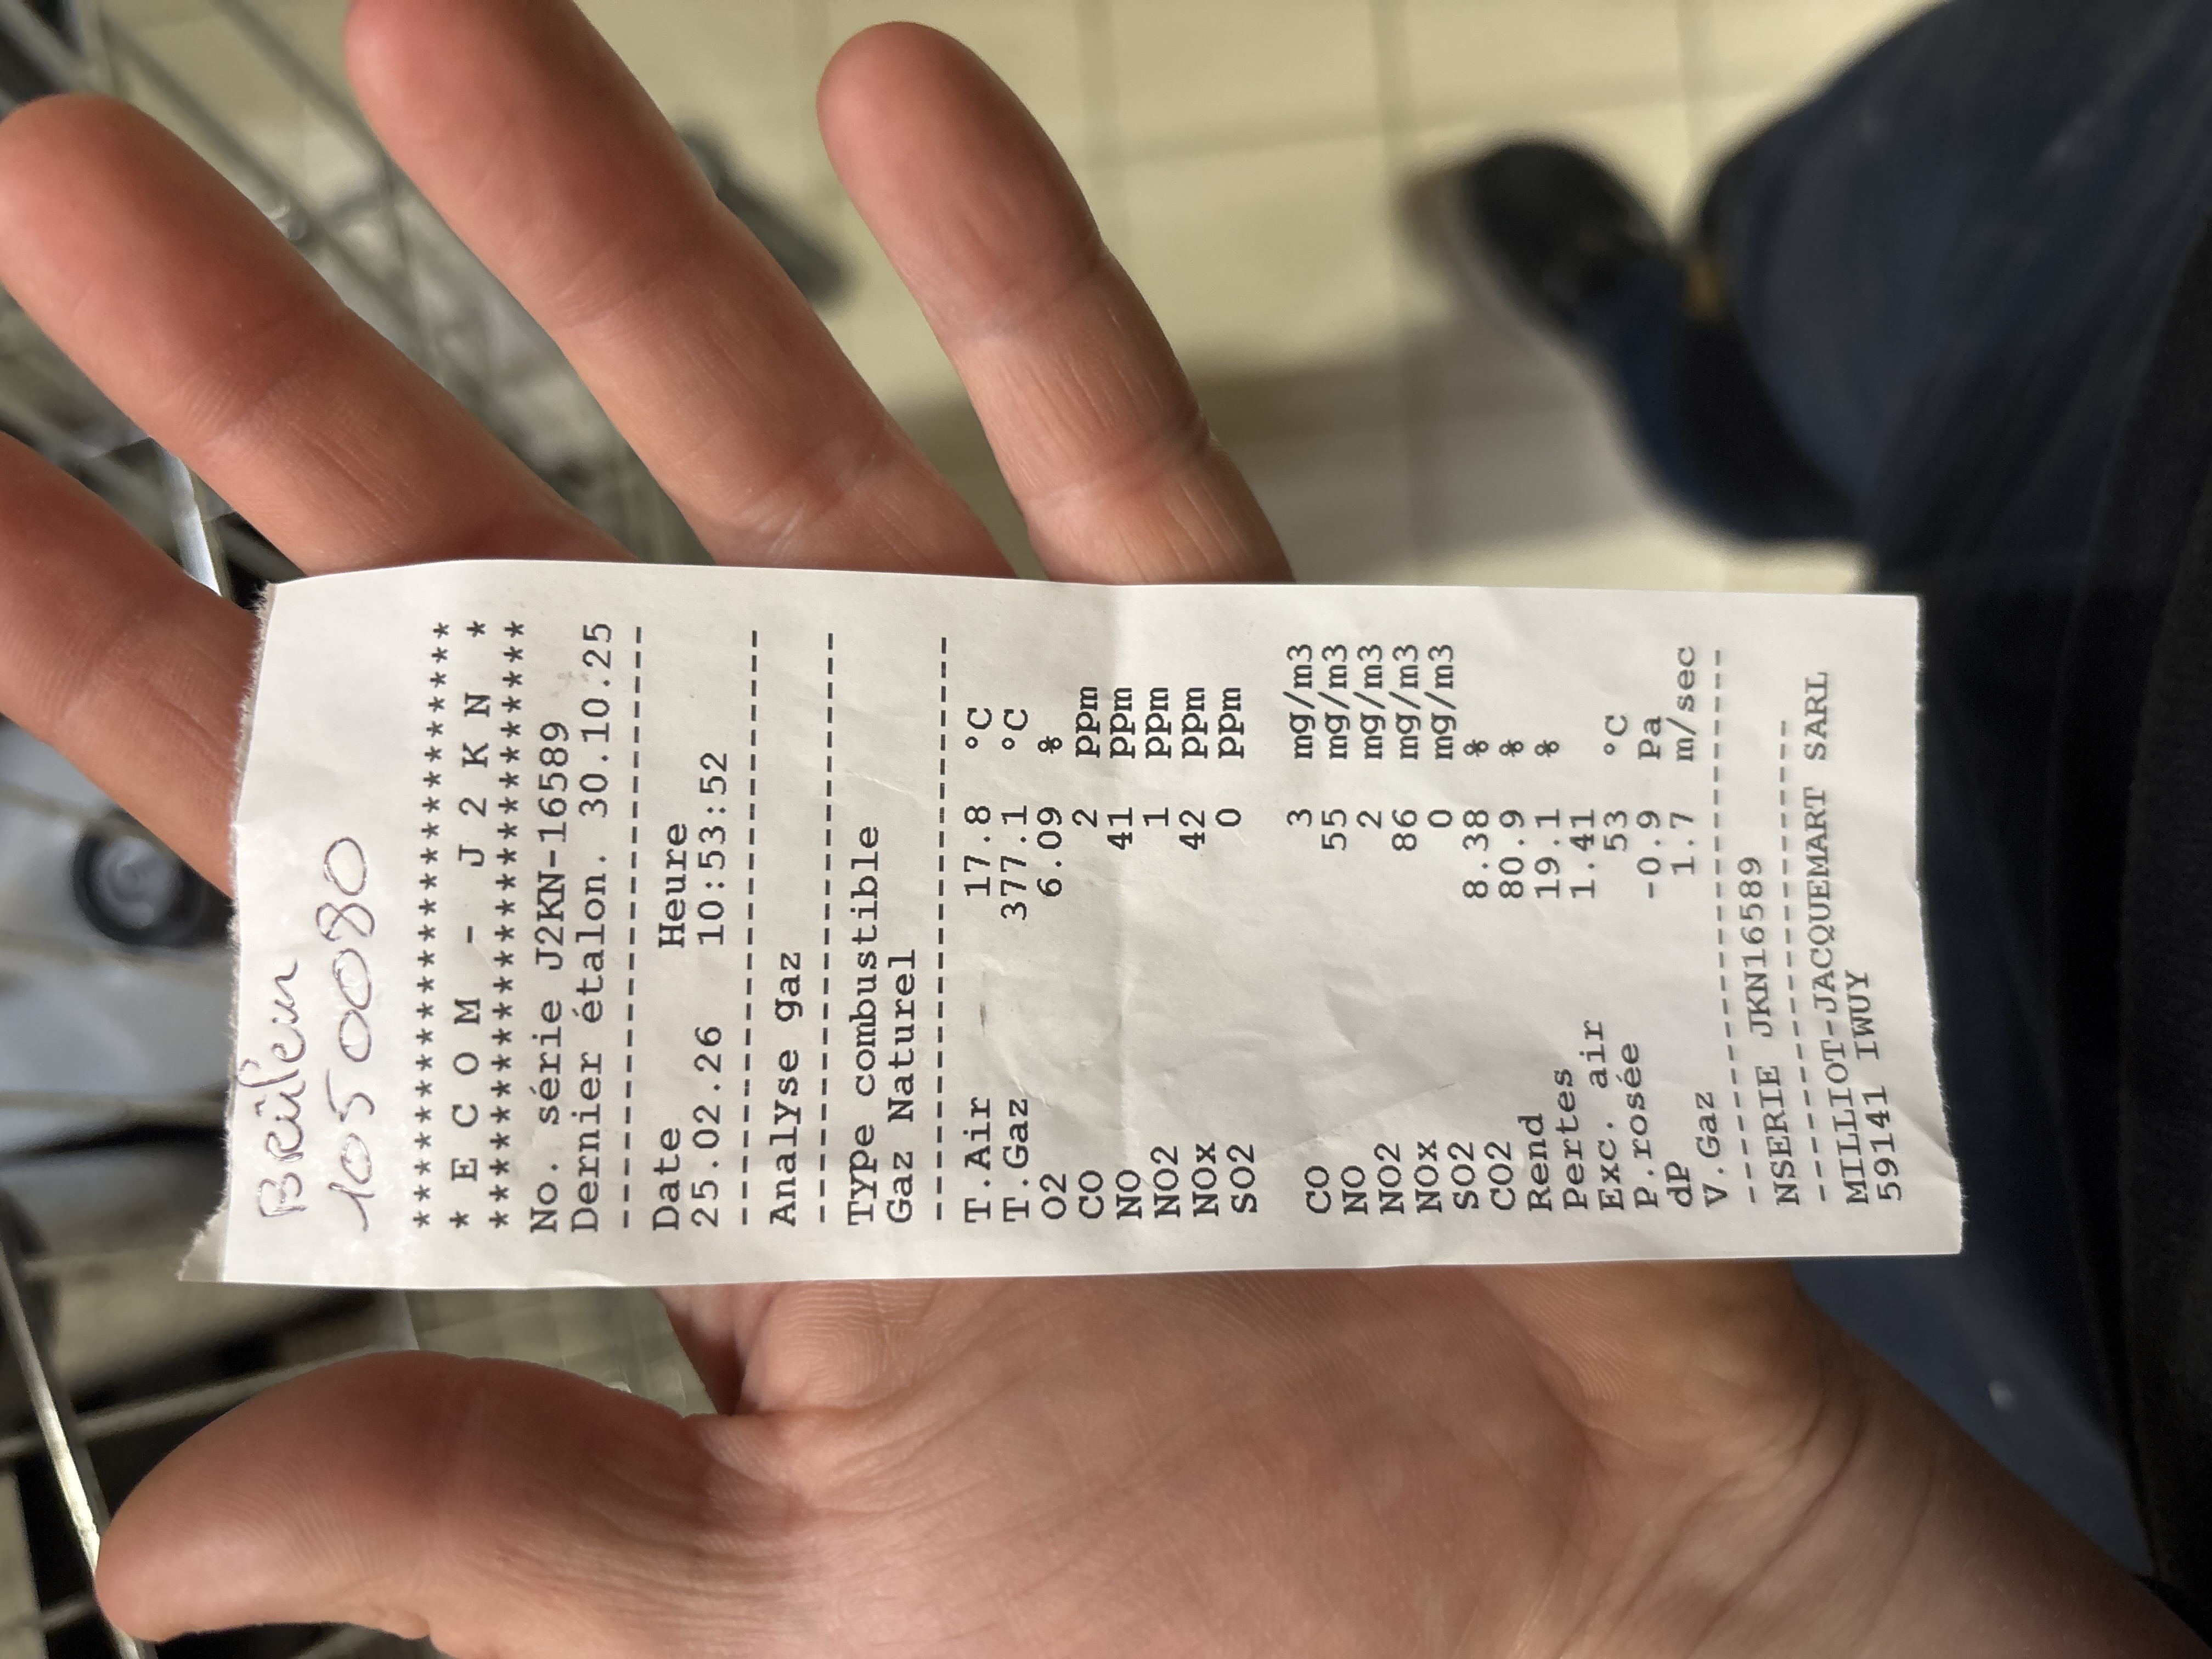 Brûleur
1050080
***********************
* E C O M - J 2 K N *
***********************
No. série J2KN-16589
Dernier étalon. 30.10.25
-----------------------
Date Heure
25.02.26 10:53:52
-----------------------
Analyse gaz
-----------------------
Type combustible
Gaz Naturel
-----------------------
T.Air 17.8 °C
T.Gaz 377.1 °C
O2 6.09 %
CO 2 ppm
NO 41 ppm
NO2 1 ppm
NOx 42 ppm
SO2 0 ppm
CO 3 mg/m3
NO 55 mg/m3
NO2 2 mg/m3
NOx 86 mg/m3
SO2 0 mg/m3
CO2 8.38 %
Rend 80.9 %
Pertes 19.1 %
Exc. air 1.41
P.rosée 53 °C
dP -0.9 Pa
V.Gaz 1.7 m/sec
-----------------------
NSERIE JKN16589
--------------------
MILLIOT-JACQUEMART SARL
59141 IWUY